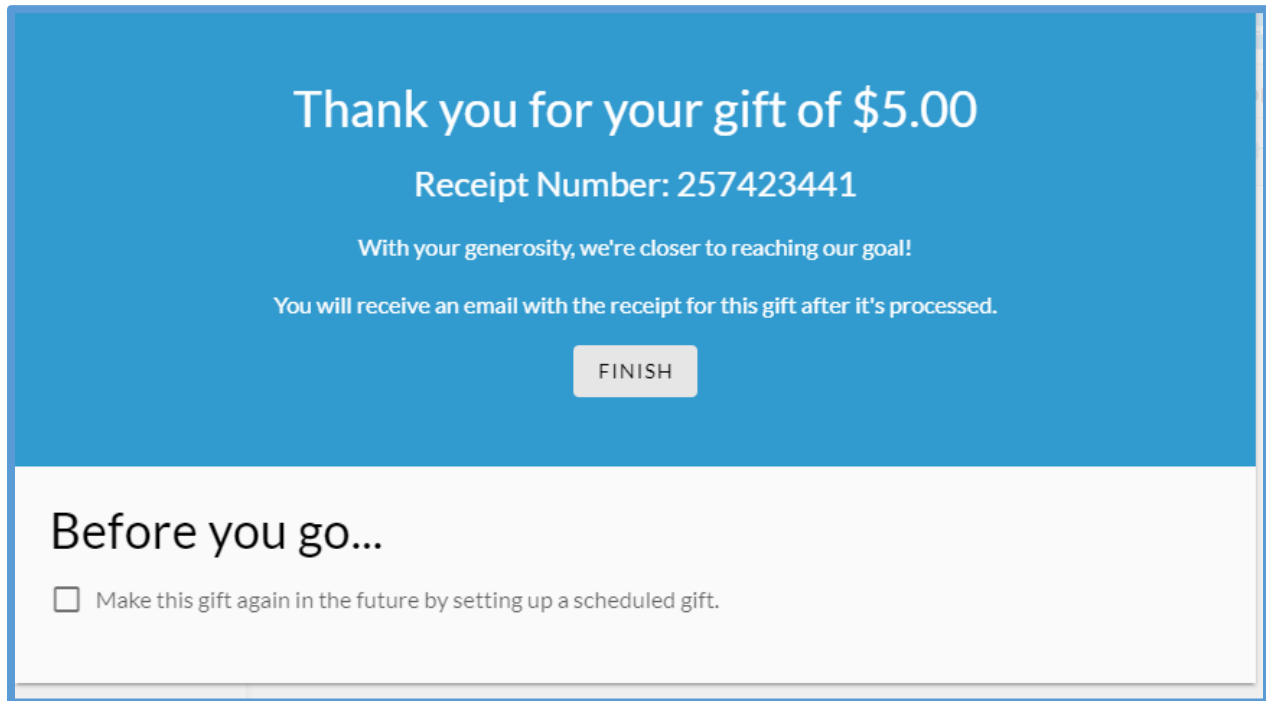 Thank you for your gift of $5.00
Receipt Number: 257423441
With your generosity, we're closer to reaching our goal!
You will receive an email with the receipt for this gift after it's processed.
FINISH
Before you go...
Make this gift again in the future by setting up a scheduled gift.